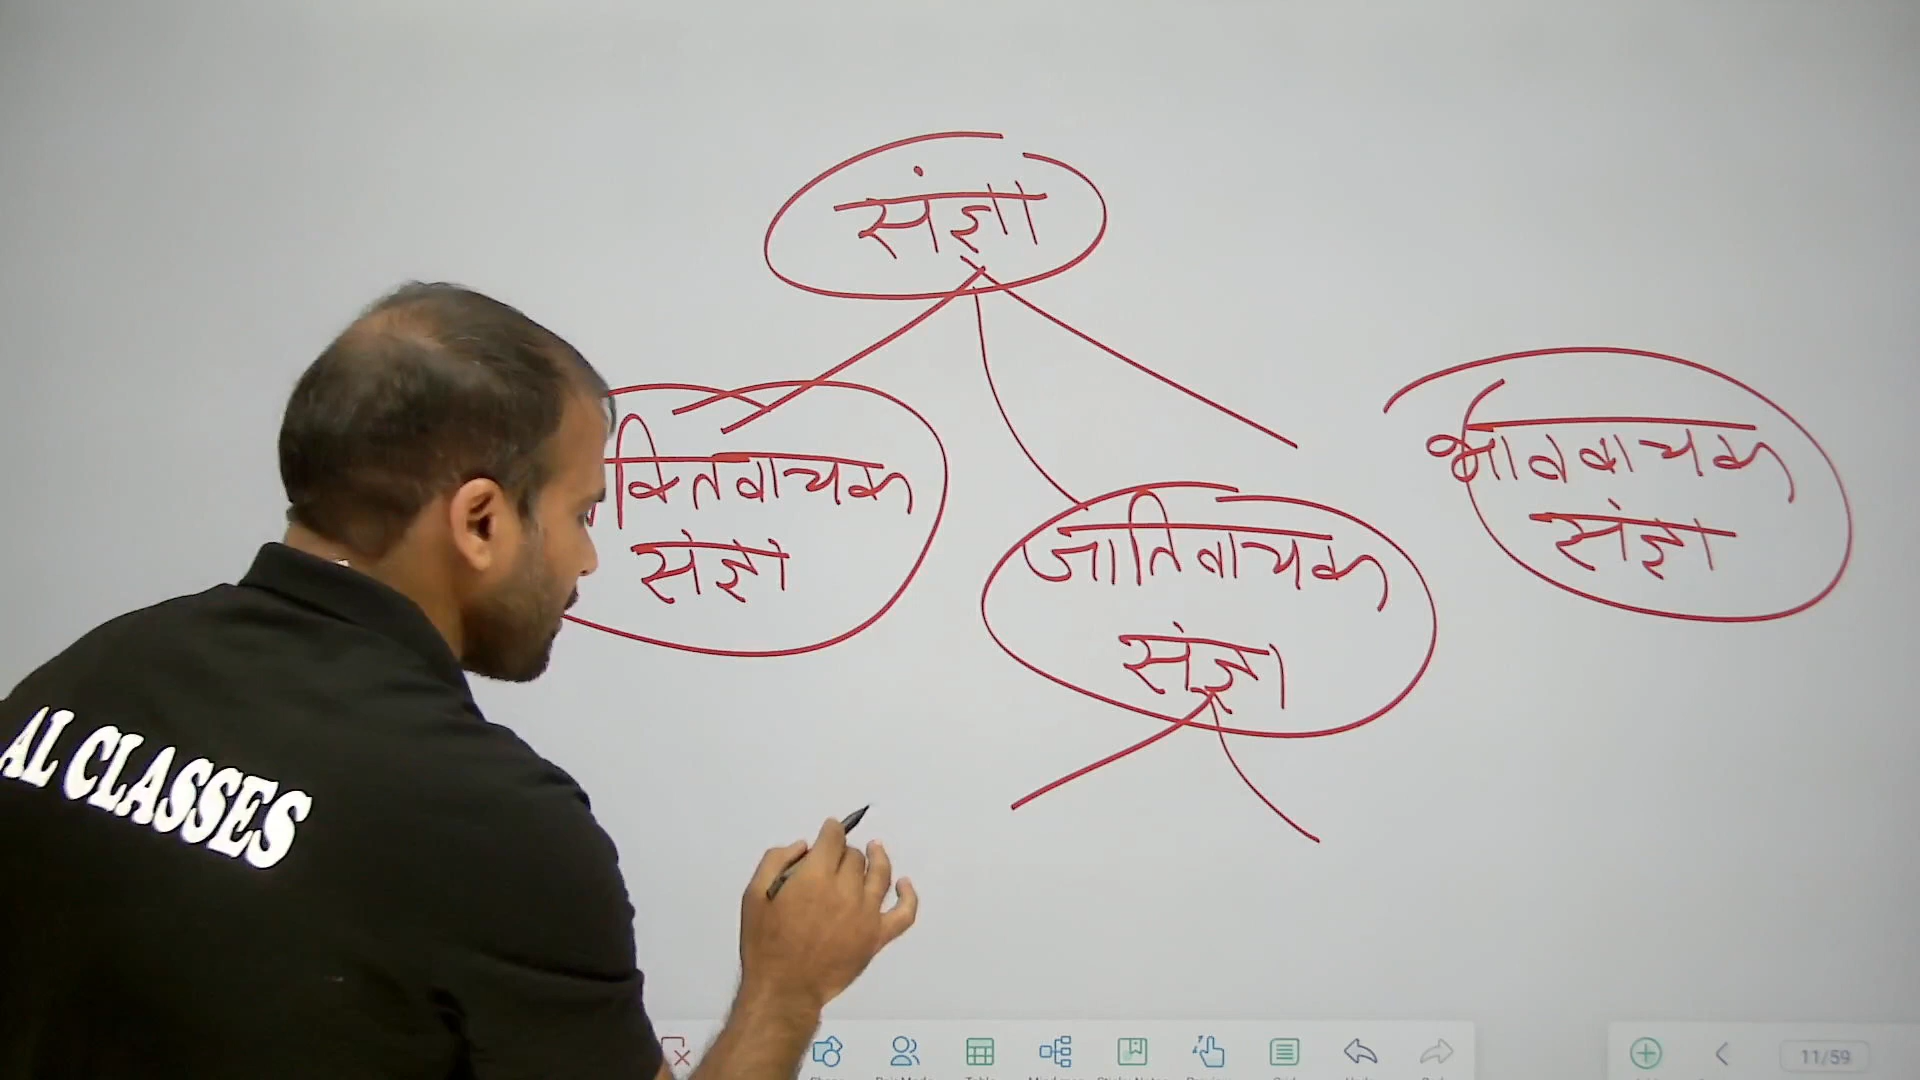 संज्ञा
क्तिवाचक
संज्ञा
जातिवाचक
संज्ञा
भाववाचक
संज्ञा
AL CLASSES
11/59